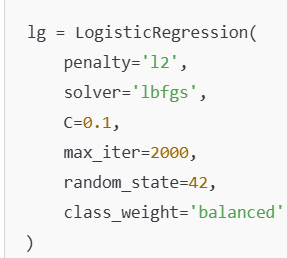 lg = LogisticRegression(
    penalty='l2',
    solver='lbfgs',
    C=0.1,
    max_iter=2000,
    random_state=42,
    class_weight='balanced'
)